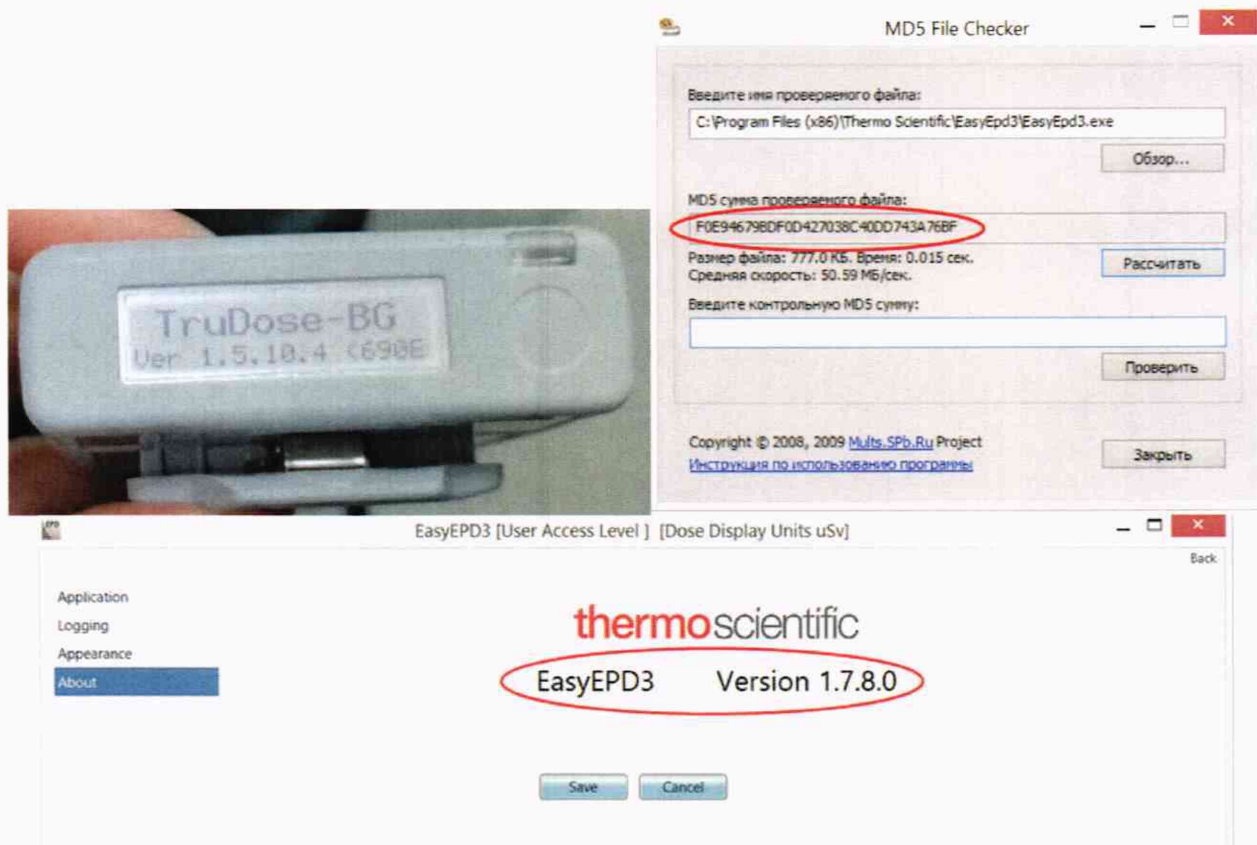 MD5 File Checker
Введите имя проверяемого файла:
C:\Program Files (x86)\Thermo Scientific\EasyEpd3\EasyEpd3.exe
Обзор...
MD5 сумма проверяемого файла:
F0E94679BDF0D427038C40DD743A76BF
Размер файла: 777.0 КБ. Время: 0.015 сек.
Средняя скорость: 50.59 МБ/сек.
Рассчитать
Введите контрольную MD5 сумму:
Проверить
Copyright © 2008, 2009 Mults.SPb.Ru Project
Инструкция по использованию программы
Закрыть
TruDose-BG
Ver 1.5.10.4 (690E
EasyEPD3 [User Access Level ] [Dose Display Units uSv]
Back
Application
Logging
Appearance
About
thermo scientific
EasyEPD3 Version 1.7.8.0
Save
Cancel